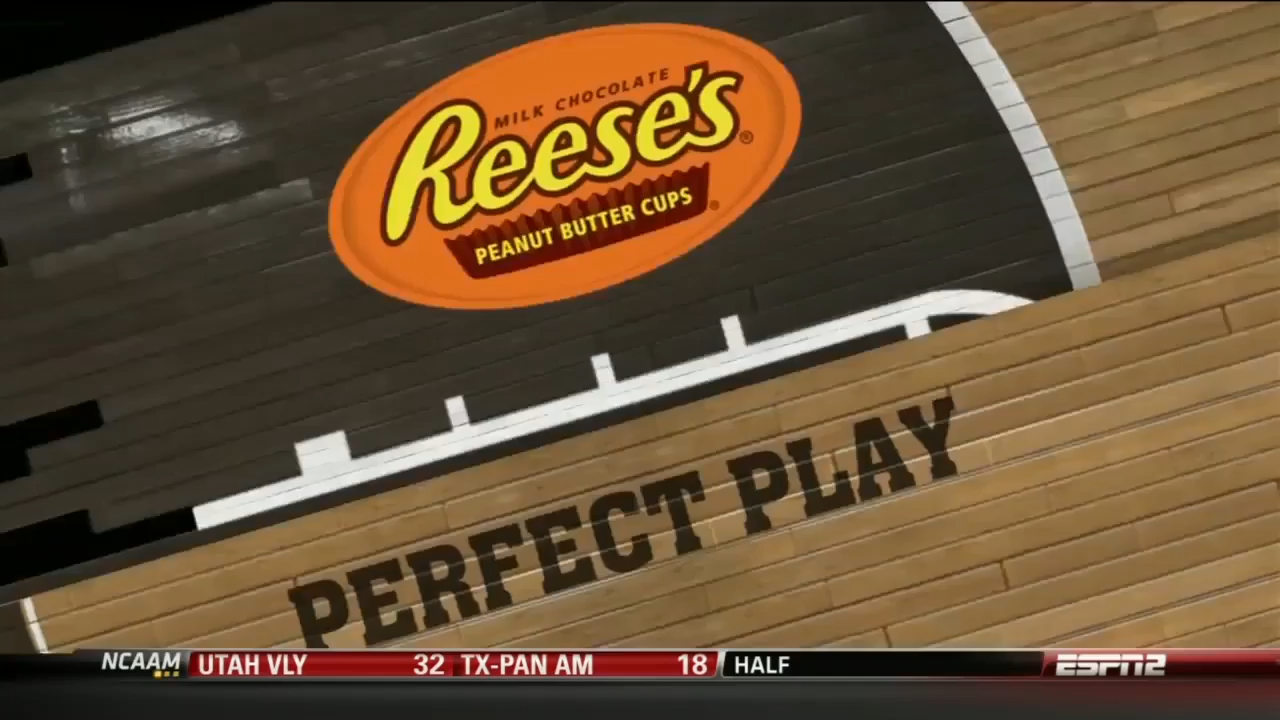 MILK CHOCOLATE
REESE'S®
PEANUT BUTTER CUPS
PERFECT PLAY
NCAAM UTAH VLY 32 TX-PAN AM 18 HALF ESPN2